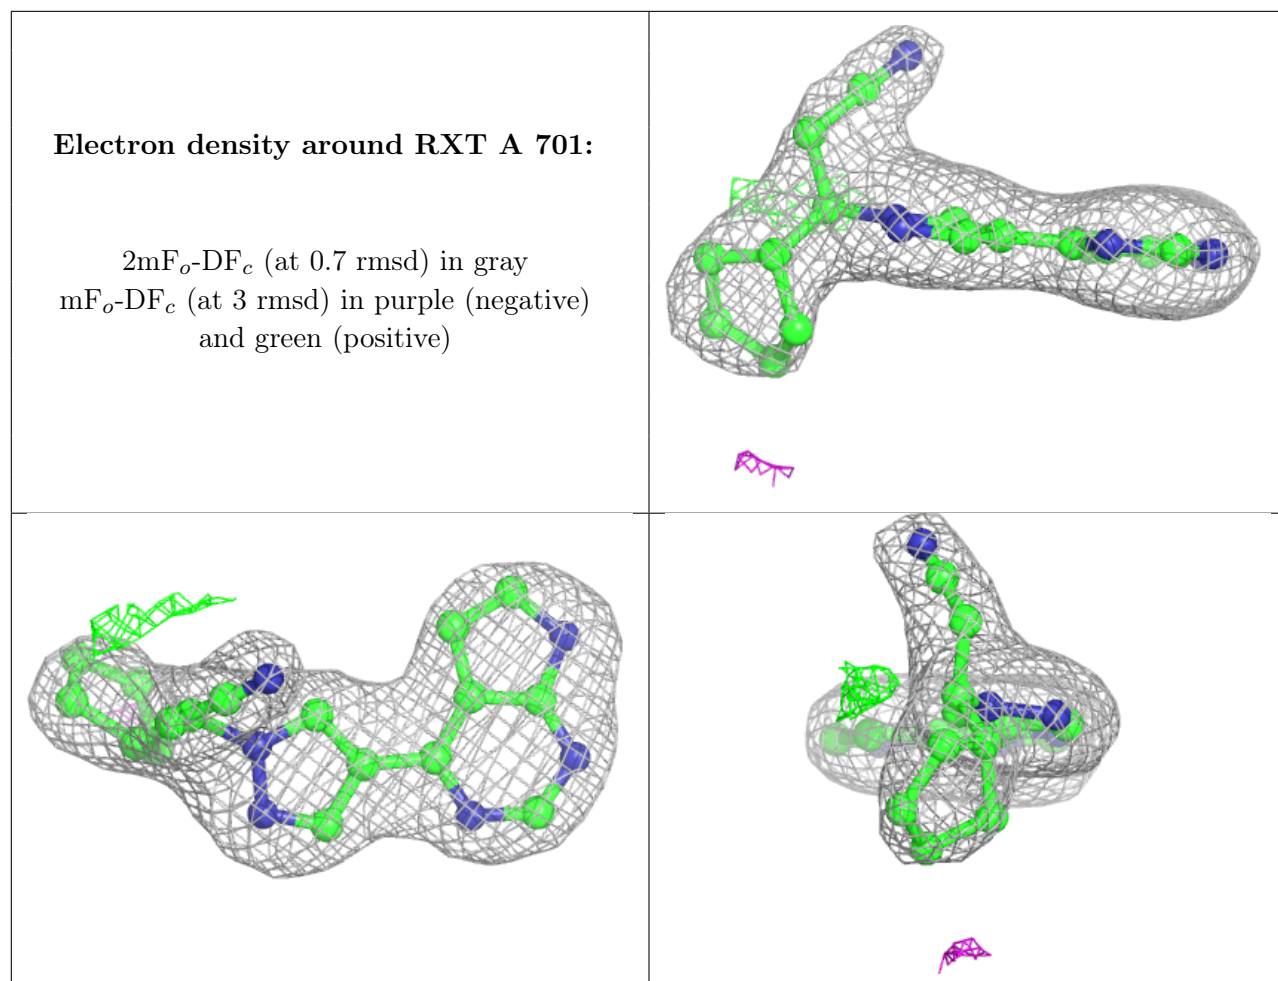 Electron density around RXT A 701:
2mFo-DFc (at 0.7 rmsd) in gray
mFo-DFc (at 3 rmsd) in purple (negative)
and green (positive)